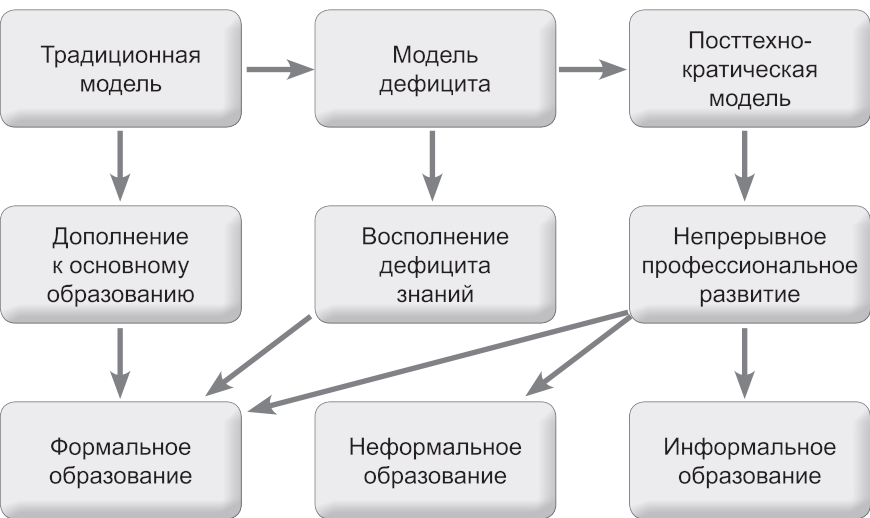 Традиционная
модель
Модель
дефицита
Посттехно-
кратическая
модель
Дополнение
к основному
образованию
Восполнение
дефицита
знаний
Непрерывное
профессиональное
развитие
Формальное
образование
Неформальное
образование
Информальное
образование